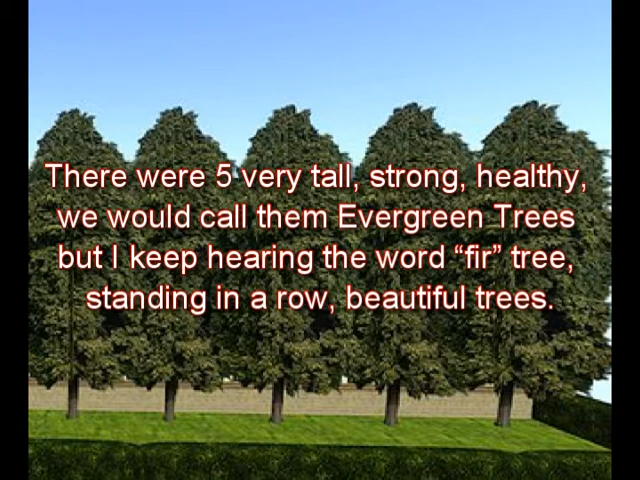 There were 5 very tall, strong, healthy,
we would call them Evergreen Trees
but I keep hearing the word “fir” tree,
standing in a row, beautiful trees.